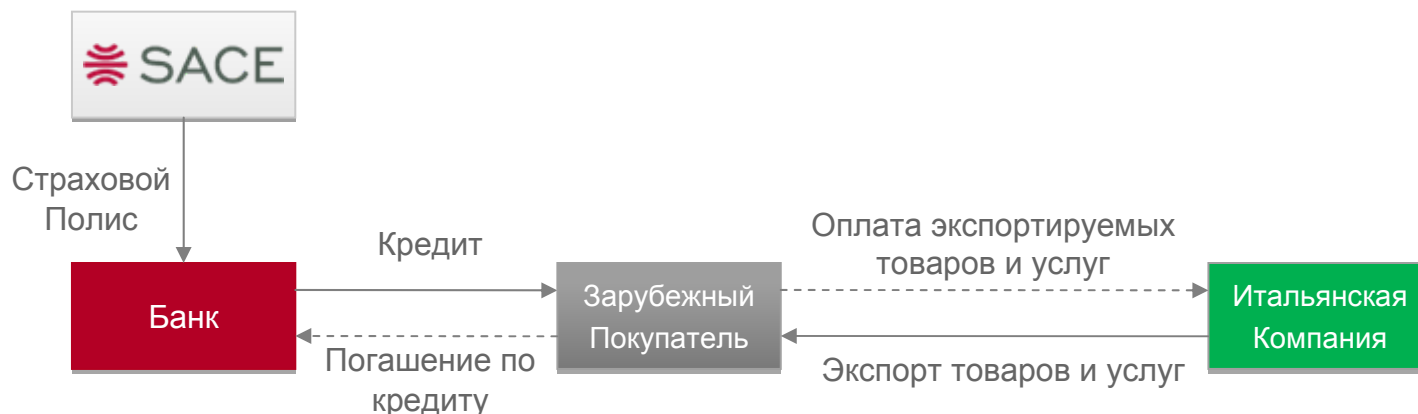 SACE
Страховой
Полис
Кредит
Оплата экспортируемых
товаров и услуг
Банк
Зарубежный
Покупатель
Итальянская
Компания
Погашение по
кредиту
Экспорт товаров и услуг